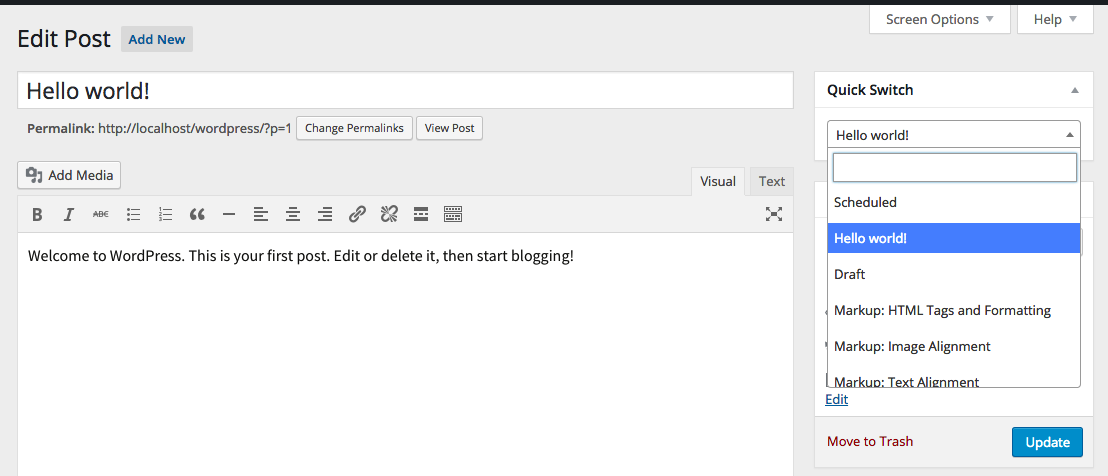 Screen Options Help
Edit Post Add New
Hello world!
Permalink: http://localhost/wordpress/?p=1 Change Permalinks View Post
Add Media
Visual Text
B I ABC
Welcome to WordPress. This is your first post. Edit or delete it, then start blogging!
Quick Switch
Hello world!
Scheduled
Hello world!
Draft
Markup: HTML Tags and Formatting
Markup: Image Alignment
Markup: Text Alignment
Edit
Move to Trash Update